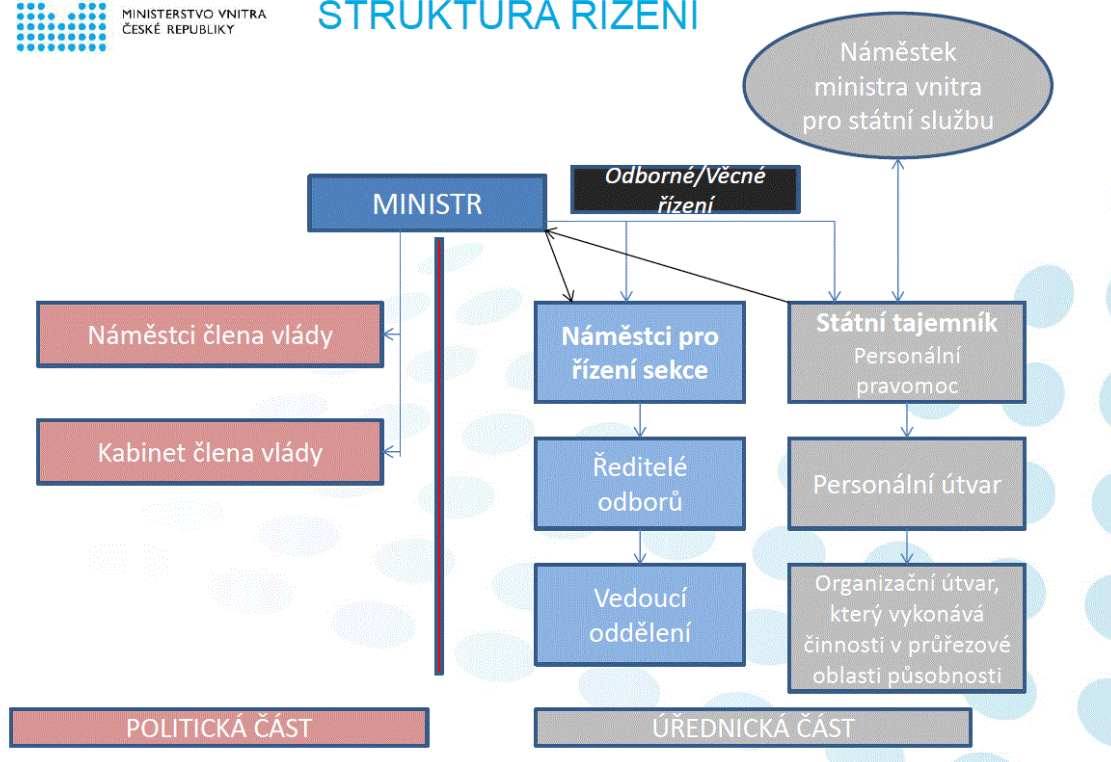 MINISTERSTVO VNITRA
ČESKÉ REPUBLIKY
STRUKTURA ŘÍZENÍ
Náměstek
ministra vnitra
pro státní službu
Odborné/Věcné
řízení
MINISTR
Náměstci člena vlády
Kabinet člena vlády
Náměstci pro
řízení sekce
Státní tajemník
Personální
pravomoc
Ředitelé
odborů
Personální útvar
Vedoucí
oddělení
Organizační útvar,
který vykonává
činnosti v průřezové
oblasti působnosti
POLITICKÁ ČÁST
ÚŘEDNICKÁ ČÁST